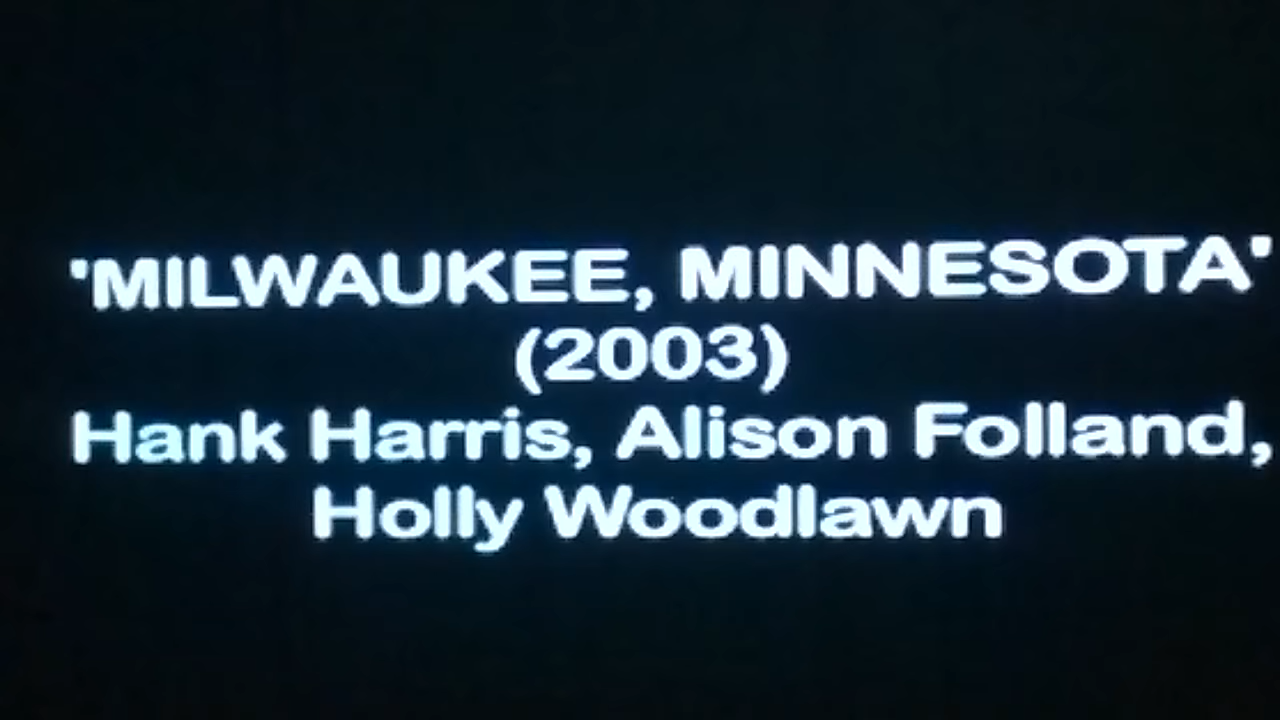 'MILWAUKEE, MINNESOTA'
(2003)
Hank Harris, Alison Folland,
Holly Woodlawn